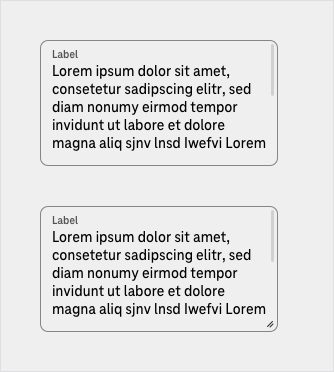 Label
Lorem ipsum dolor sit amet,
consetetur sadipscing elitr, sed
diam nonumy eirmod tempor
invidunt ut labore et dolore
magna aliq sjnv lnsd Iwefvi Lorem
Label
Lorem ipsum dolor sit amet,
consetetur sadipscing elitr, sed
diam nonumy eirmod tempor
invidunt ut labore et dolore
magna aliq sjnv lnsd Iwefvi Lorem